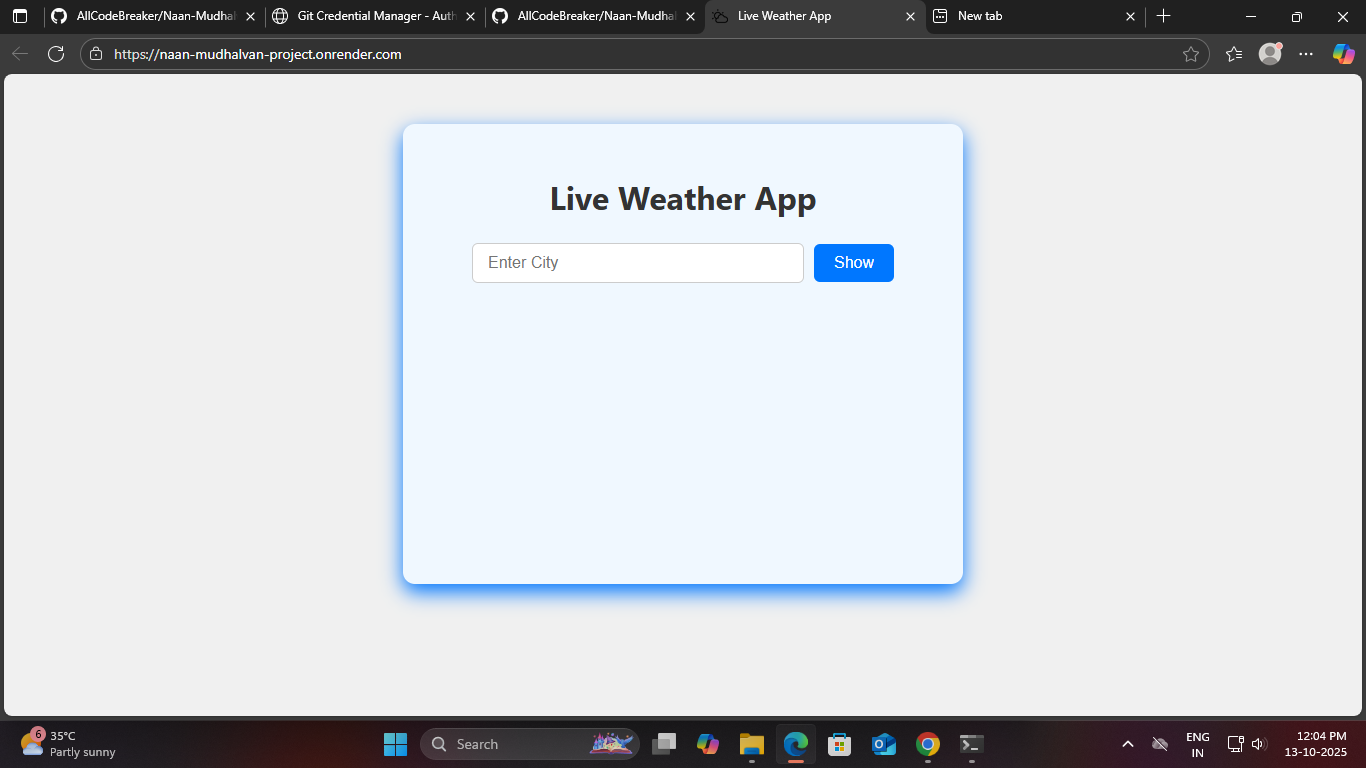 AllCodeBreaker/Naan-Mudhal
Git Credential Manager - Auth
AllCodeBreaker/Naan-Mudhal
Live Weather App
New tab
https://naan-mudhalvan-project.onrender.com
Live Weather App
Enter City
Show
6
35°C
Partly sunny
Search
ENG
IN
12:04 PM
13-10-2025